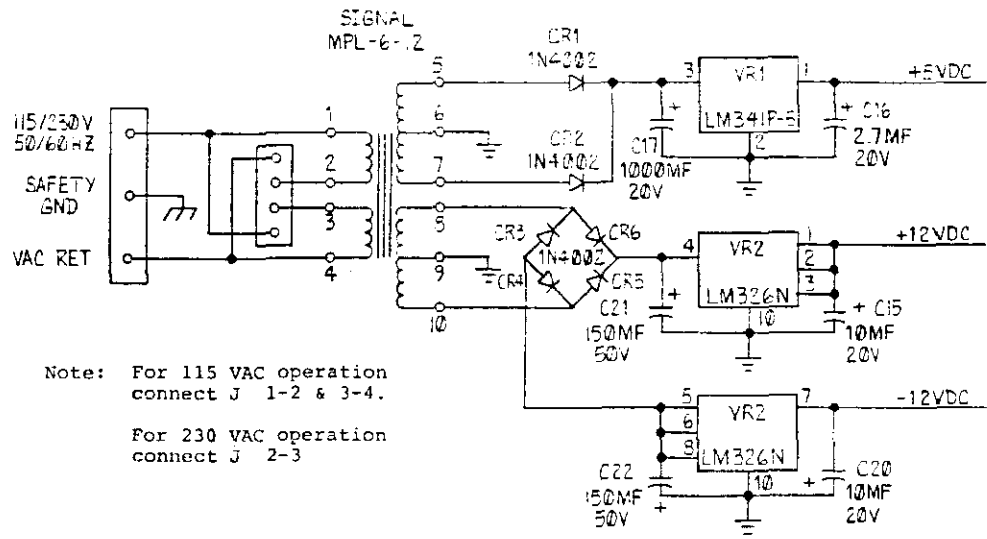 SIGNAL
MPL-6-.2
CR1
1N4002
CR2
1N4002
115/230V
50/60HZ
SAFETY
GND
VAC RET
1
2
3
4
5
6
7
8
9
10
3
VR1
1
LM341P-5
2
+5VDC
C17
1000MF
20V
+
+
C16
2.7MF
20V
CR3
CR6
1N4002
CR4
CR5
4
VR2
1
2
3
LM326N
10
+12VDC
C21
150MF
50V
+
+
C15
10MF
20V
5
6
8
VR2
7
LM326N
10
-12VDC
C22
150MF
50V
+
+
C20
10MF
20V
Note: For 115 VAC operation
connect J 1-2 & 3-4.
For 230 VAC operation
connect J 2-3